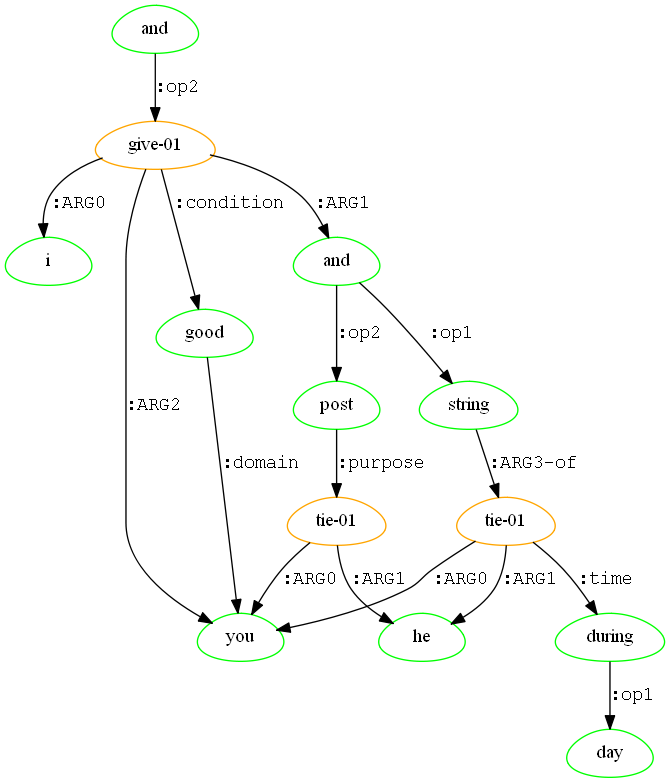 and
:op2
give-01
:ARG0 :condition :ARG1
i and
good :op2 :op1
:ARG2 post string
:domain :purpose :ARG3-of
tie-01 tie-01
:ARG0 :ARG1 :ARG0 :ARG1 :time
you he during
:op1
day